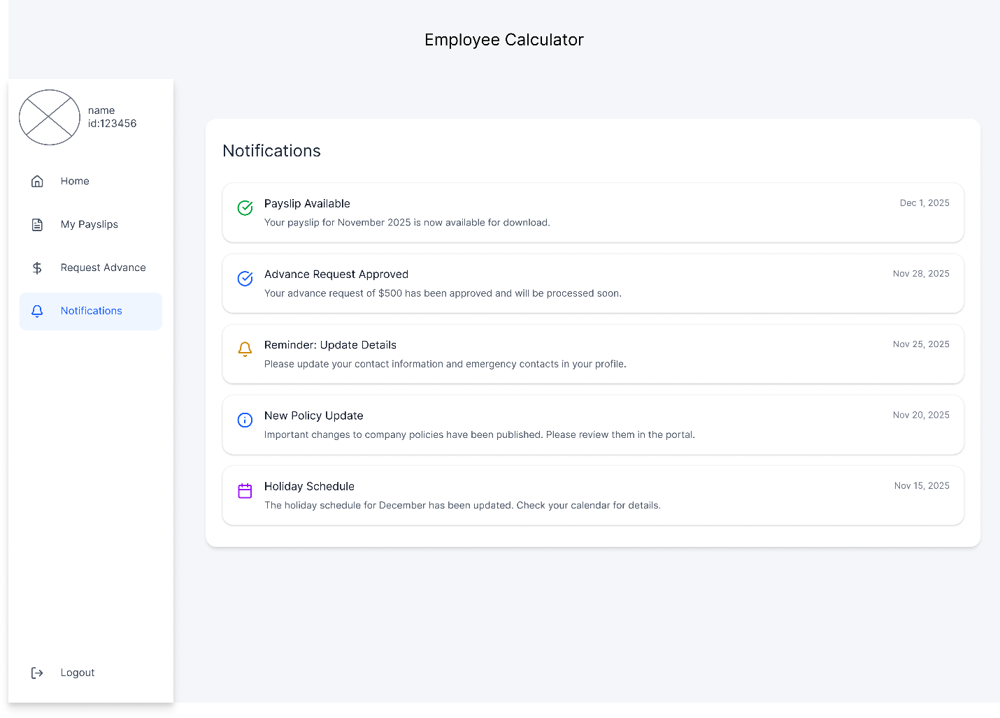 Employee Calculator
name
id:123456
Home
My Payslips
Request Advance
Notifications
Logout
Notifications
Payslip Available
Dec 1, 2025
Your payslip for November 2025 is now available for download.
Advance Request Approved
Nov 28, 2025
Your advance request of $500 has been approved and will be processed soon.
Reminder: Update Details
Nov 25, 2025
Please update your contact information and emergency contacts in your profile.
New Policy Update
Nov 20, 2025
Important changes to company policies have been published. Please review them in the portal.
Holiday Schedule
Nov 15, 2025
The holiday schedule for December has been updated. Check your calendar for details.